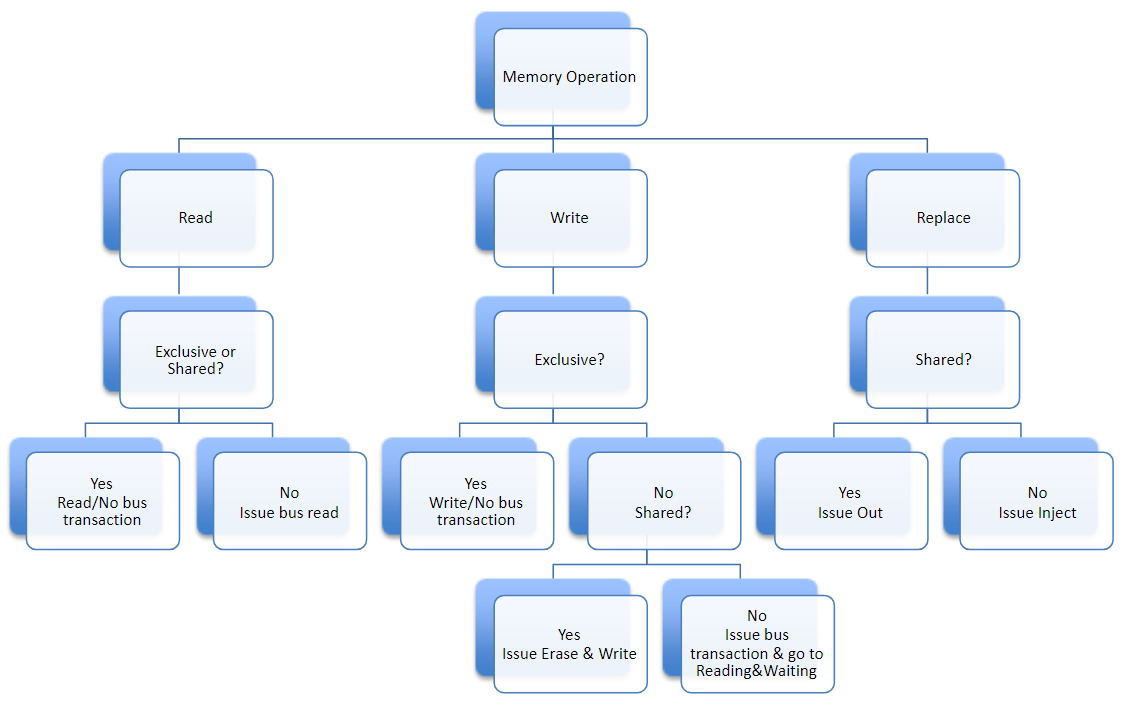 Memory Operation
Read
Write
Replace
Exclusive or
Shared?
Exclusive?
Shared?
Yes
Read/No bus
transaction
No
Issue bus read
Yes
Write/No bus
transaction
No
Shared?
Yes
Issue Out
No
Issue Inject
Yes
Issue Erase & Write
No
Issue bus
transaction & go to
Reading&Waiting